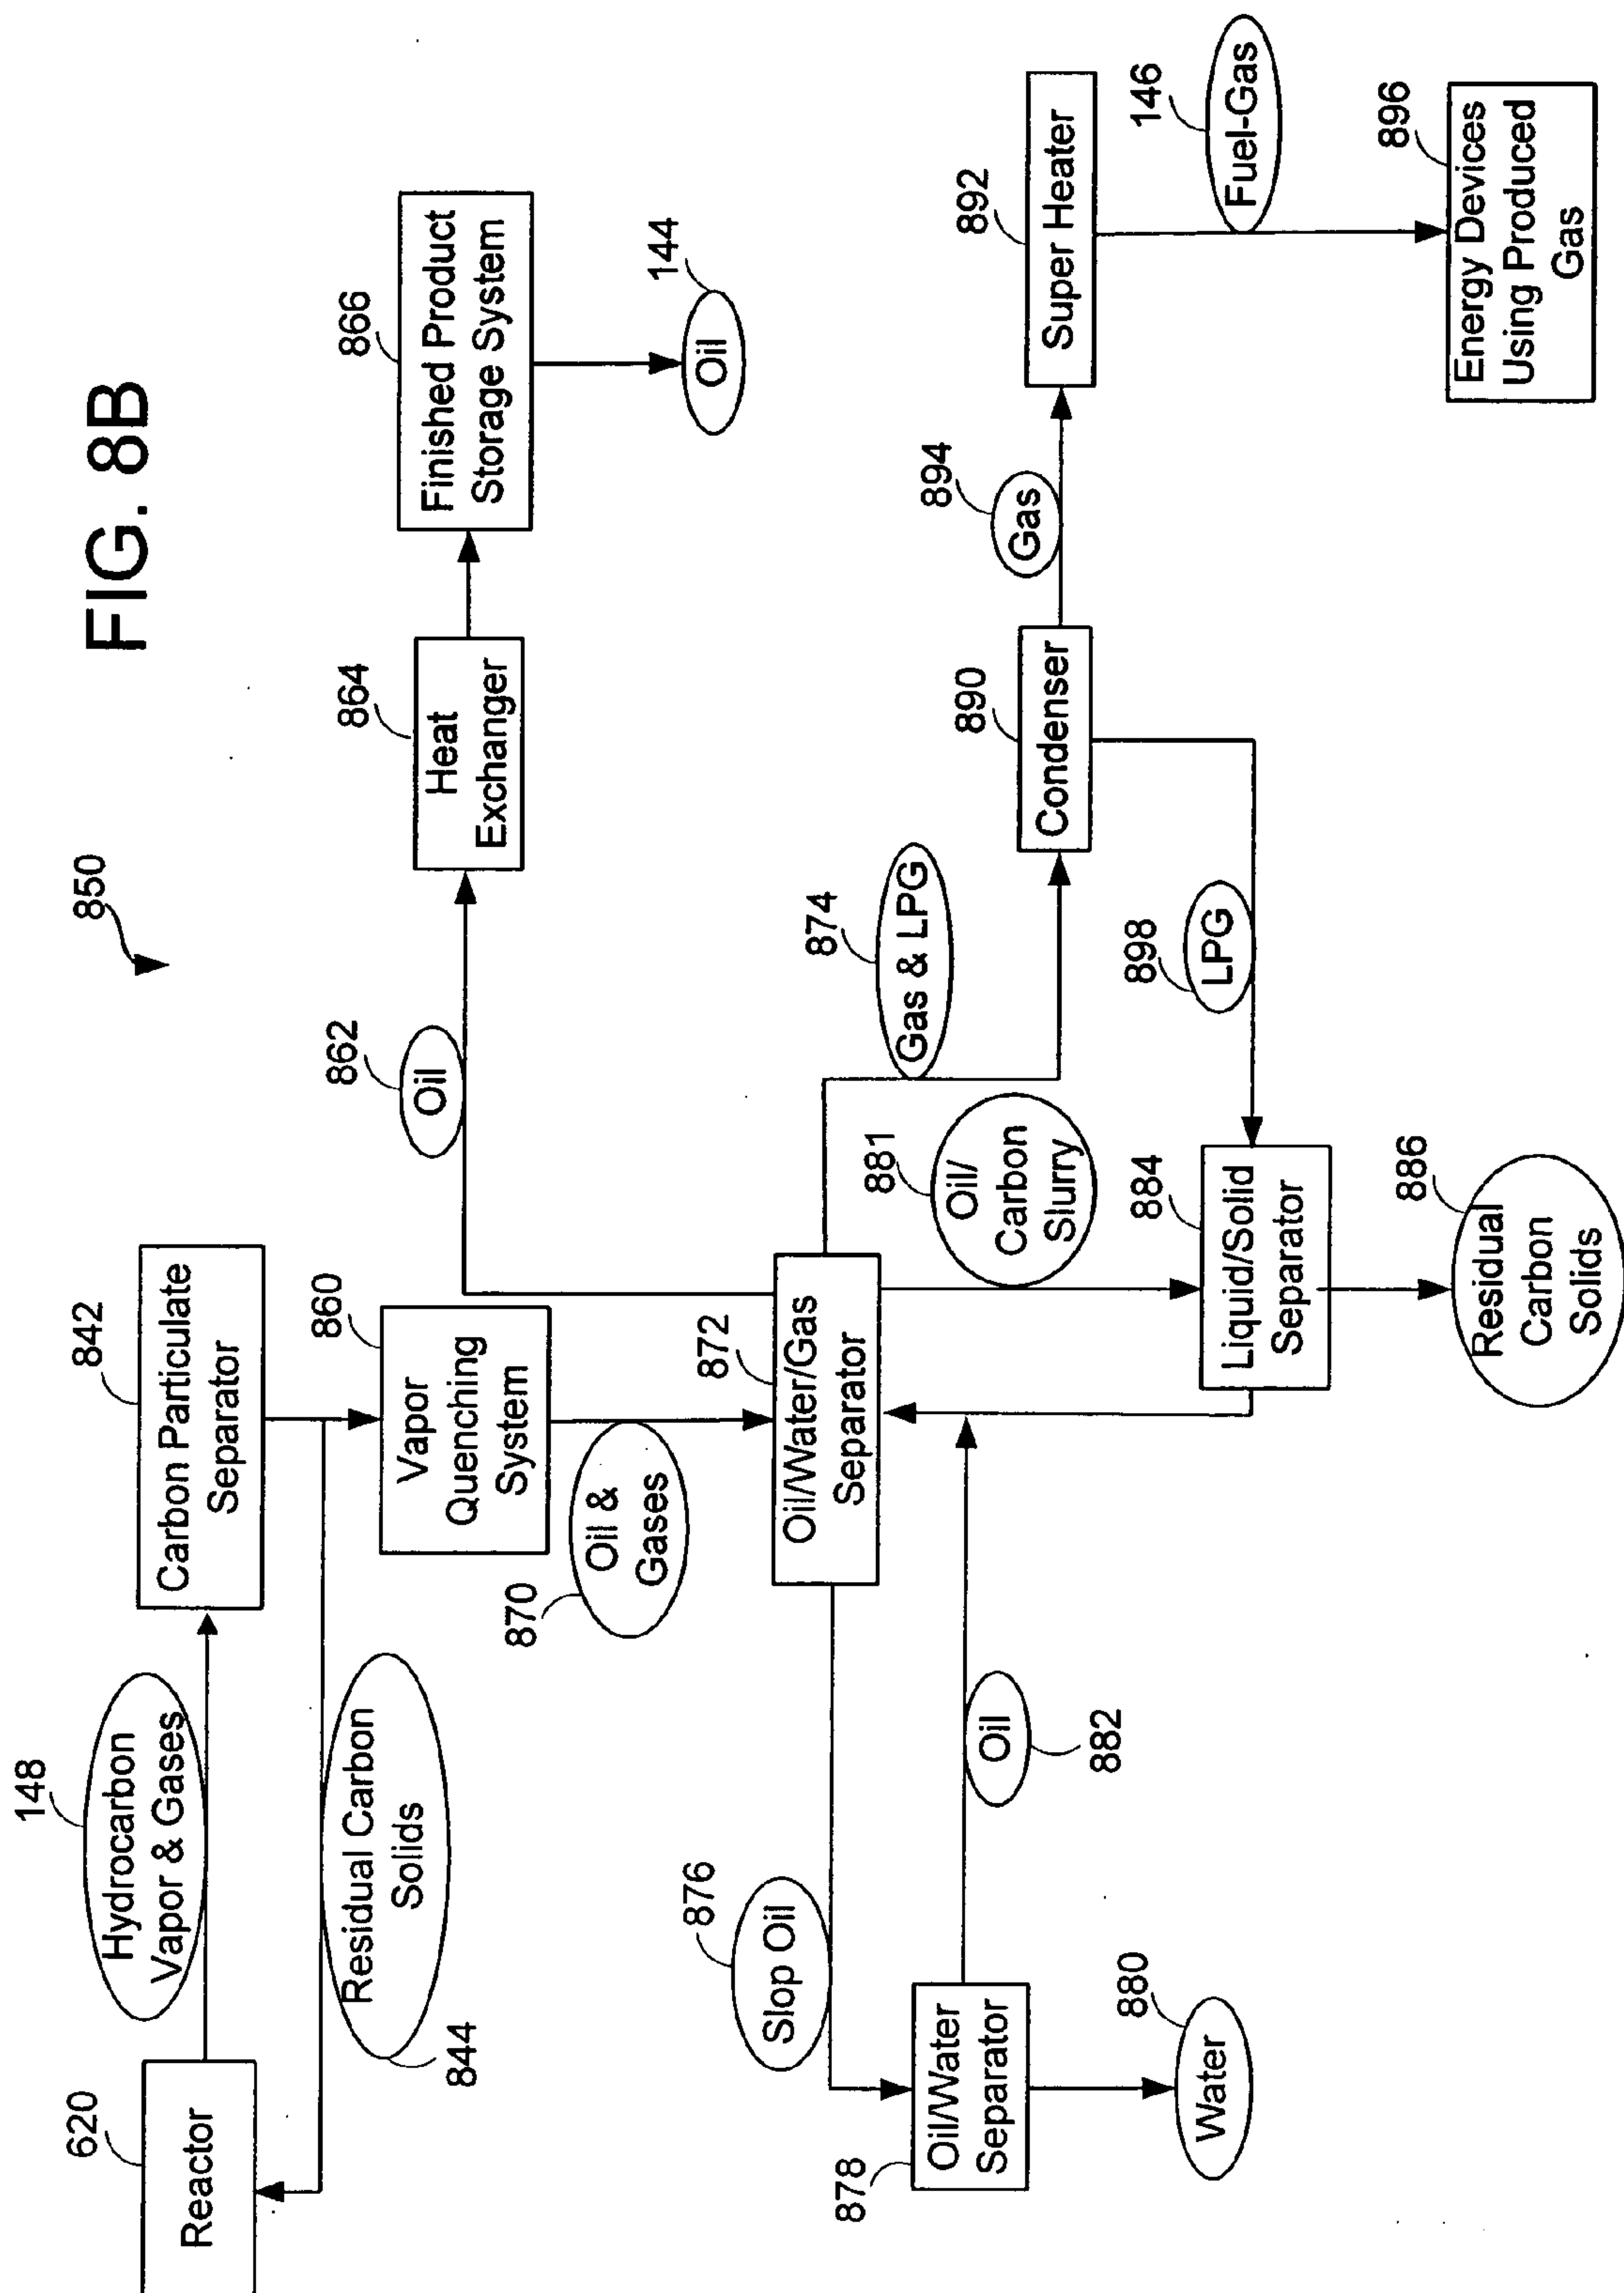 FIG. 8B
850
620
Reactor
148
Hydrocarbon
Vapor & Gases
842
Carbon Particulate
Separator
Residual Carbon
Solids
844
860
Vapor
Quenching
System
862
Oil
864
Heat
Exchanger
866
Finished Product
Storage System
144
Oil
870
Oil &
Gases
872
Oil/Water/Gas
Separator
874
Gas & LPG
890
Condenser
894
Gas
892
Super Heater
146
Fuel-Gas
896
Energy Devices
Using Produced
Gas
876
Slop Oil
878
Oil/Water
Separator
880
Water
Oil
882
881
Oil/
Carbon
Slurry
884
Liquid/Solid
Separator
898
LPG
886
Residual
Carbon
Solids